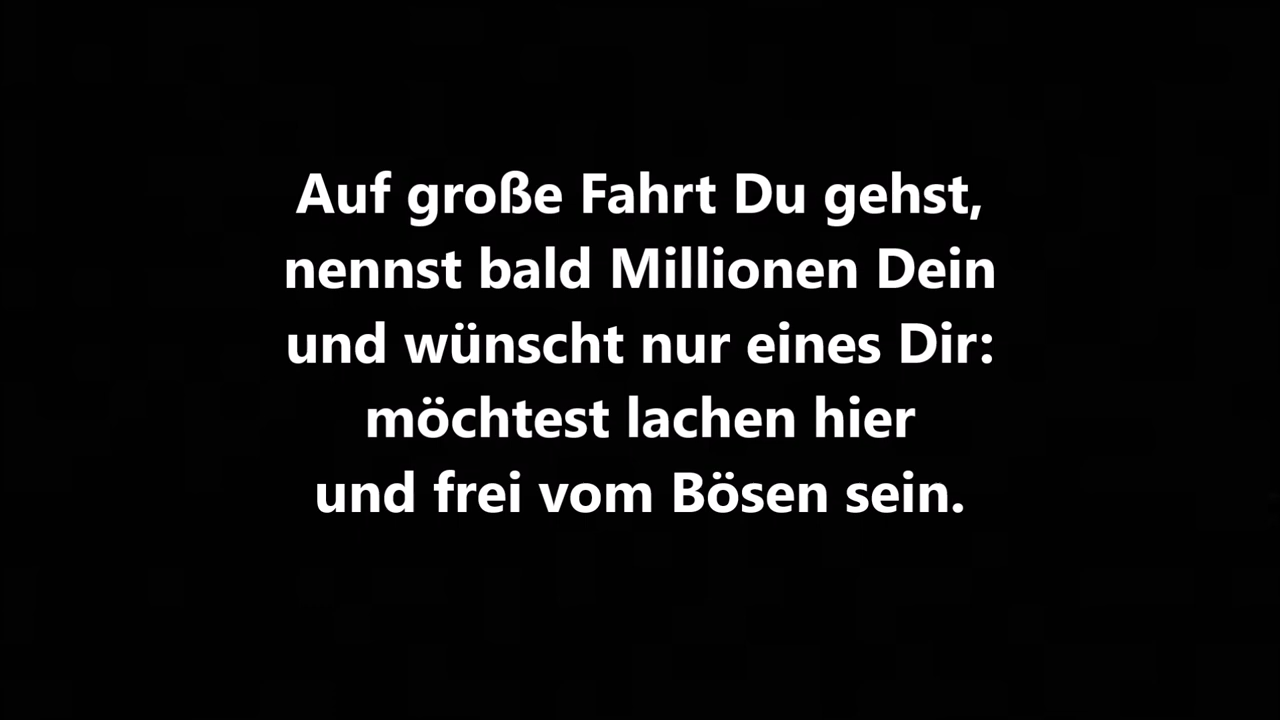 Auf große Fahrt Du gehst,
nennst bald Millionen Dein
und wünscht nur eines Dir:
möchtest lachen hier
und frei vom Bösen sein.